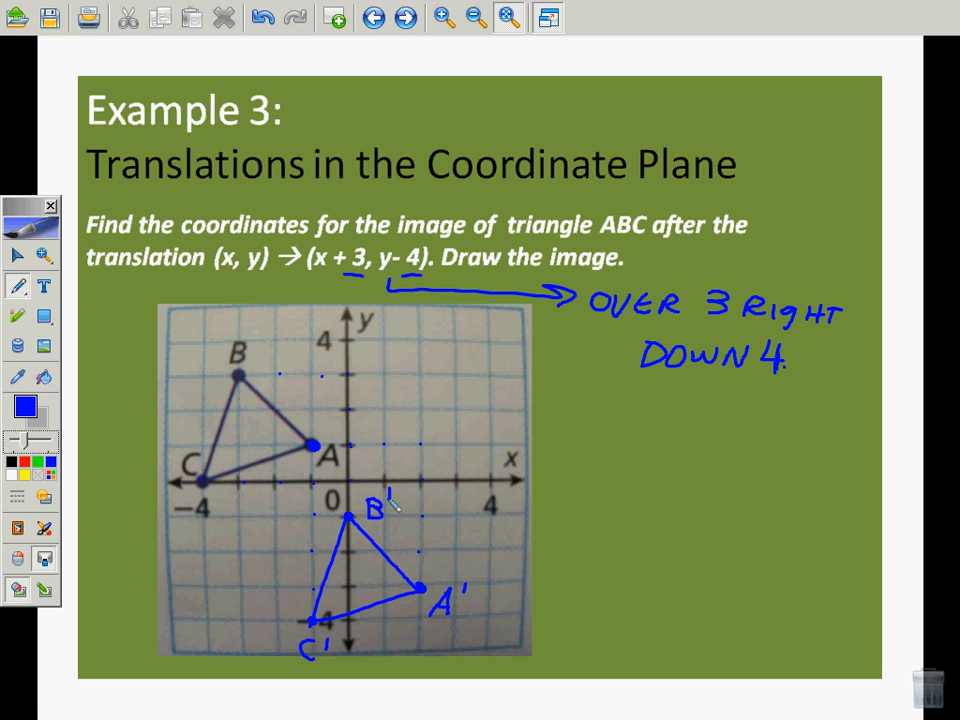 Example 3:
Translations in the Coordinate Plane
Find the coordinates for the image of triangle ABC after the
translation (x, y) → (x + 3, y- 4). Draw the image.
OVER 3 RigHT
DOWN 4.
y
4
B
A
C
x
-4
0
4
B'
A'
-4
C'
T